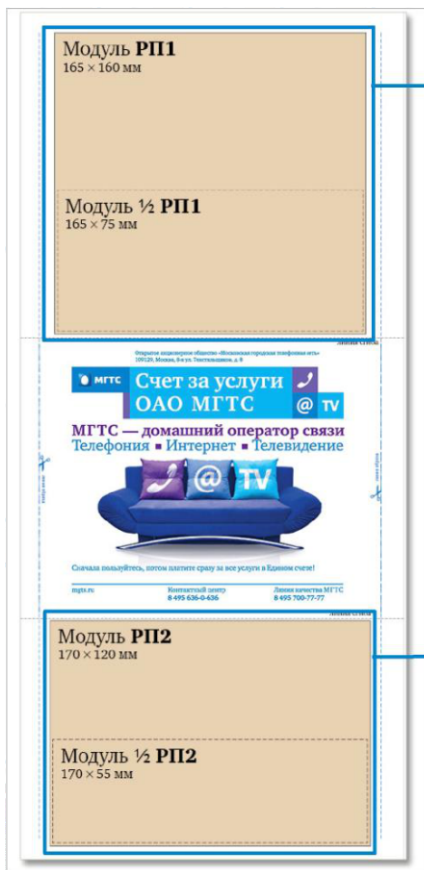 Модуль РП1
165 × 160 мм
Модуль ½ РП1
165 × 75 мм
Открытое акционерное общество «Московская городская телефонная сеть»
МГТС
Счет за услуги
ОАО МГТС
@ TV
МГТС — домашний оператор связи
Телефония ▪ Интернет ▪ Телевидение
@ TV
Сначала пользуйтесь, потом платите сразу за все услуги в Едином счете!
mgts.ru
Контактный центр
8 495 636-0-636
Линия качества МГТС
8 495 700-77-77
Модуль РП2
170 × 120 мм
Модуль ½ РП2
170 × 55 мм